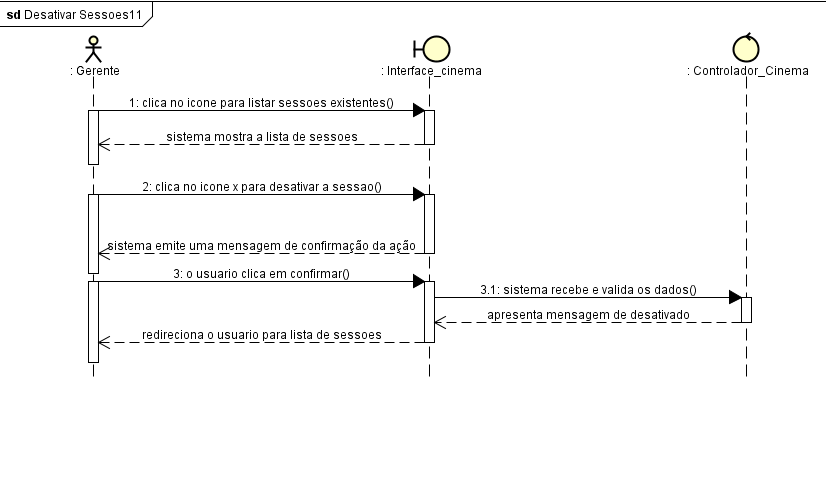 sd Desativar Sessoes11
: Gerente
: Interface_cinema
: Controlador_Cinema
1: clica no icone para listar sessoes existentes()
sistema mostra a lista de sessoes
2: clica no icone x para desativar a sessao()
sistema emite uma mensagem de confirmação da ação
3: o usuario clica em confirmar()
3.1: sistema recebe e valida os dados()
apresenta mensagem de desativado
redireciona o usuario para lista de sessoes